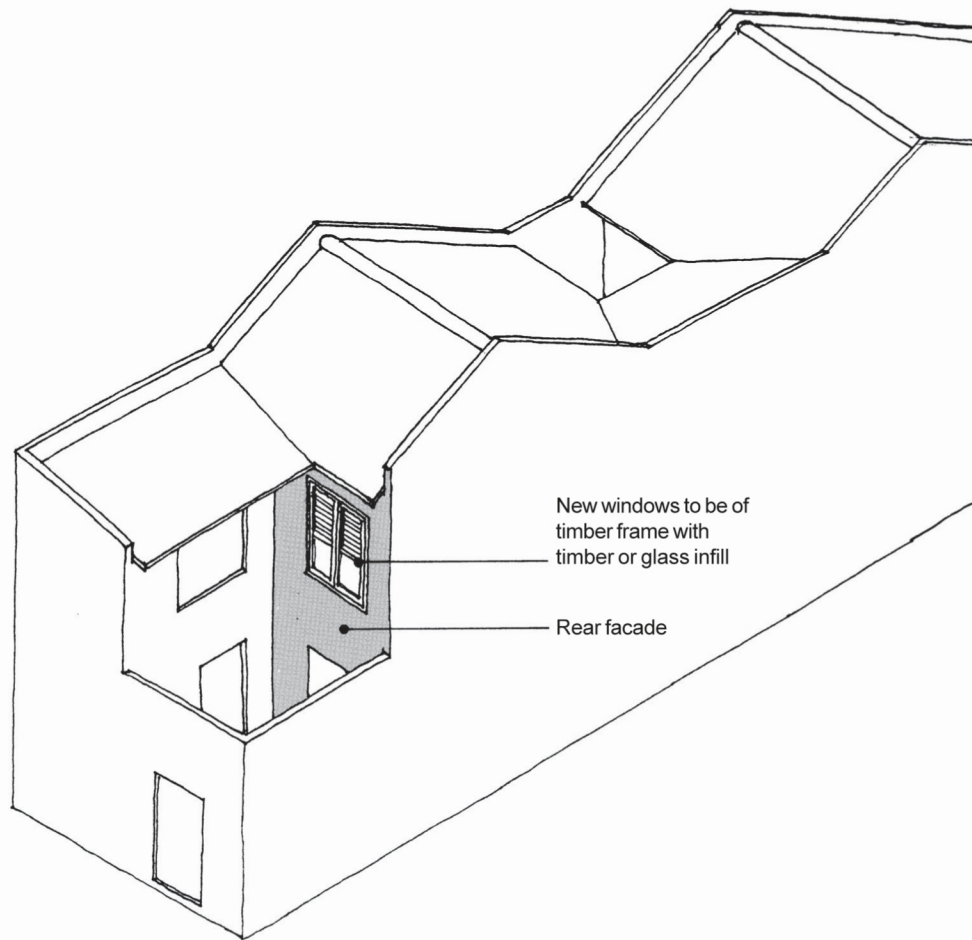 New windows to be of
timber frame with
timber or glass infill
Rear facade